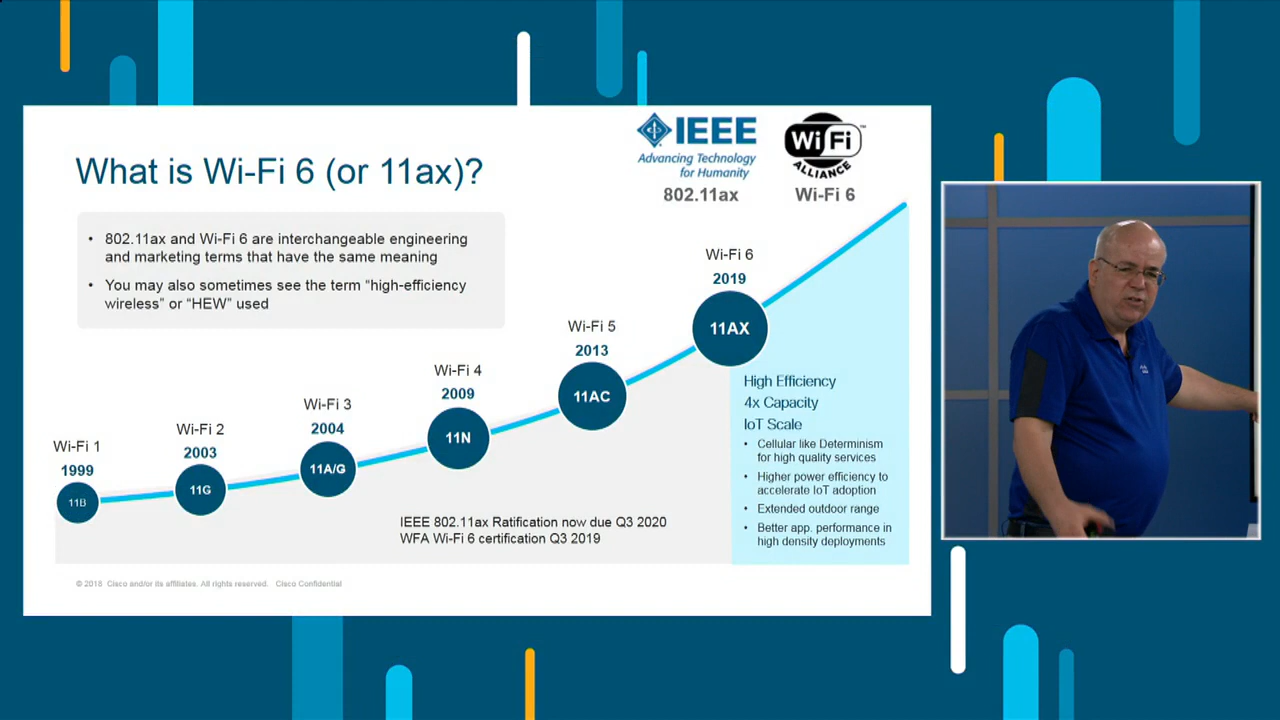 What is Wi-Fi 6 (or 11ax)?
IEEE
Advancing Technology
for Humanity
802.11ax
Wi Fi
ALLIANCE
™
Wi-Fi 6
• 802.11ax and Wi-Fi 6 are interchangeable engineering
and marketing terms that have the same meaning
• You may also sometimes see the term “high-efficiency
wireless” or “HEW” used
Wi-Fi 1
1999
11B
Wi-Fi 2
2003
11G
Wi-Fi 3
2004
11A/G
Wi-Fi 4
2009
11N
Wi-Fi 5
2013
11AC
Wi-Fi 6
2019
11AX
High Efficiency
4x Capacity
IoT Scale
• Cellular like Determinism
for high quality services
• Higher power efficiency to
accelerate IoT adoption
• Extended outdoor range
• Better app. performance in
high density deployments
IEEE 802.11ax Ratification now due Q3 2020
WFA Wi-Fi 6 certification Q3 2019
© 2018 Cisco and/or its affiliates. All rights reserved. Cisco Confidential